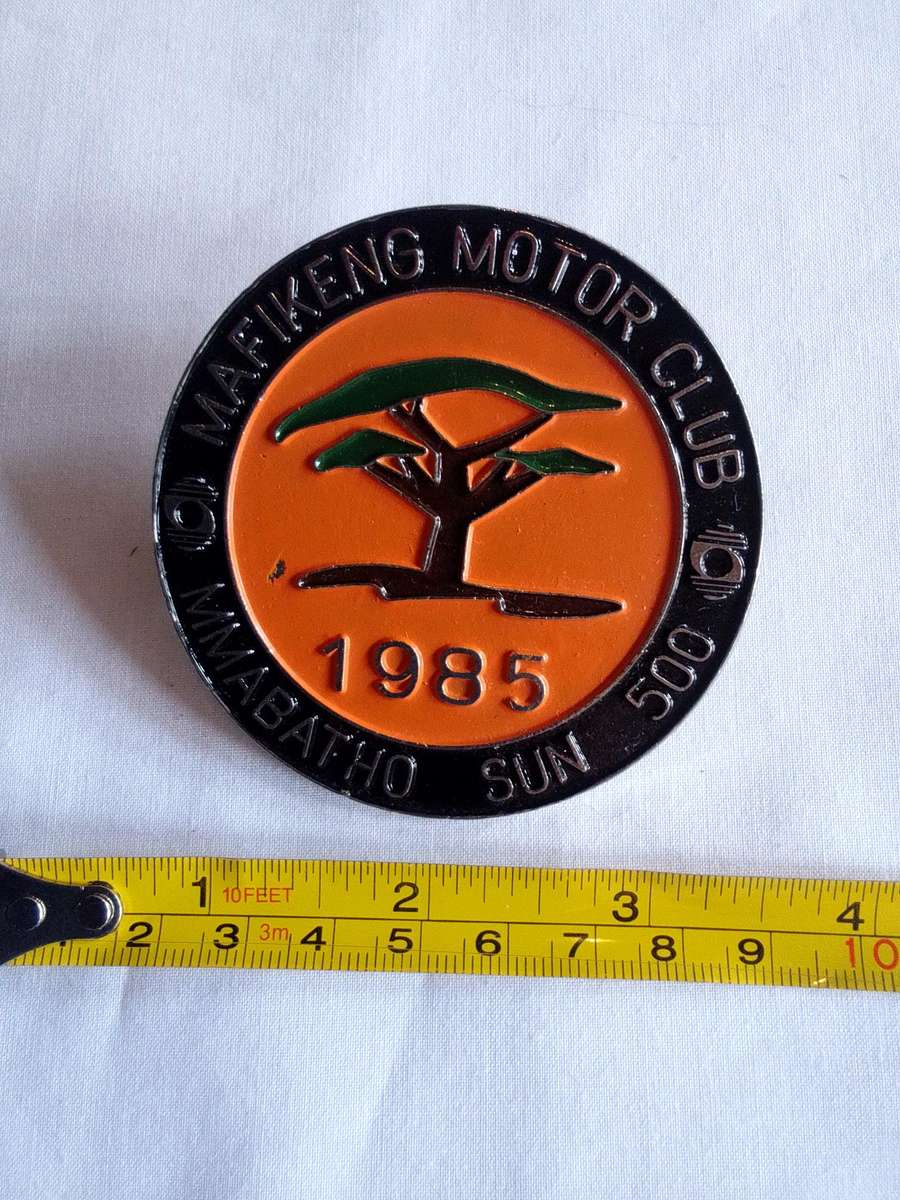 MAFIKENG MOTOR CLUB
1985
MMABATHO SUN 500
1 10FEET 2 3 4
1 2 3 3m 4 5 6 7 8 9 10